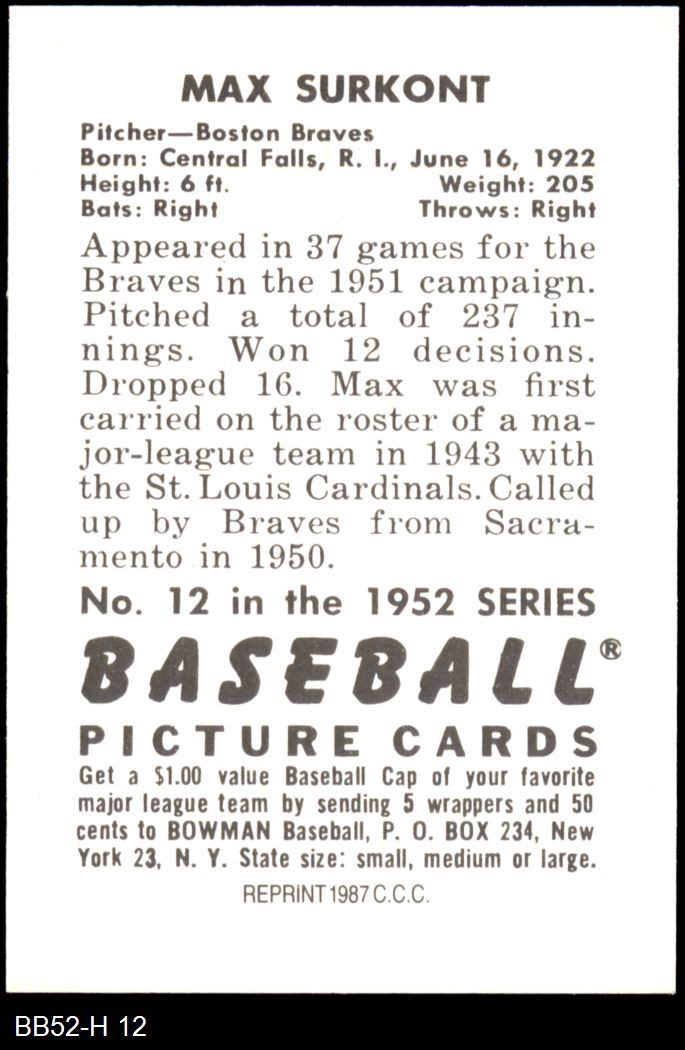 MAX SURKONT
Pitcher—Boston Braves
Born: Central Falls, R. I., June 16, 1922
Height: 6 ft. Weight: 205
Bats: Right Throws: Right
Appeared in 37 games for the
Braves in the 1951 campaign.
Pitched a total of 237 in-
nings. Won 12 decisions.
Dropped 16. Max was first
carried on the roster of a ma-
jor-league team in 1943 with
the St. Louis Cardinals. Called
up by Braves from Sacra-
mento in 1950.
No. 12 in the 1952 SERIES
BASEBALL®
PICTURE CARDS
Get a $1.00 value Baseball Cap of your favorite
major league team by sending 5 wrappers and 50
cents to BOWMAN Baseball, P. O. BOX 234, New
York 23, N. Y. State size: small, medium or large.
REPRINT 1987 C.C.C.
BB52-H 12